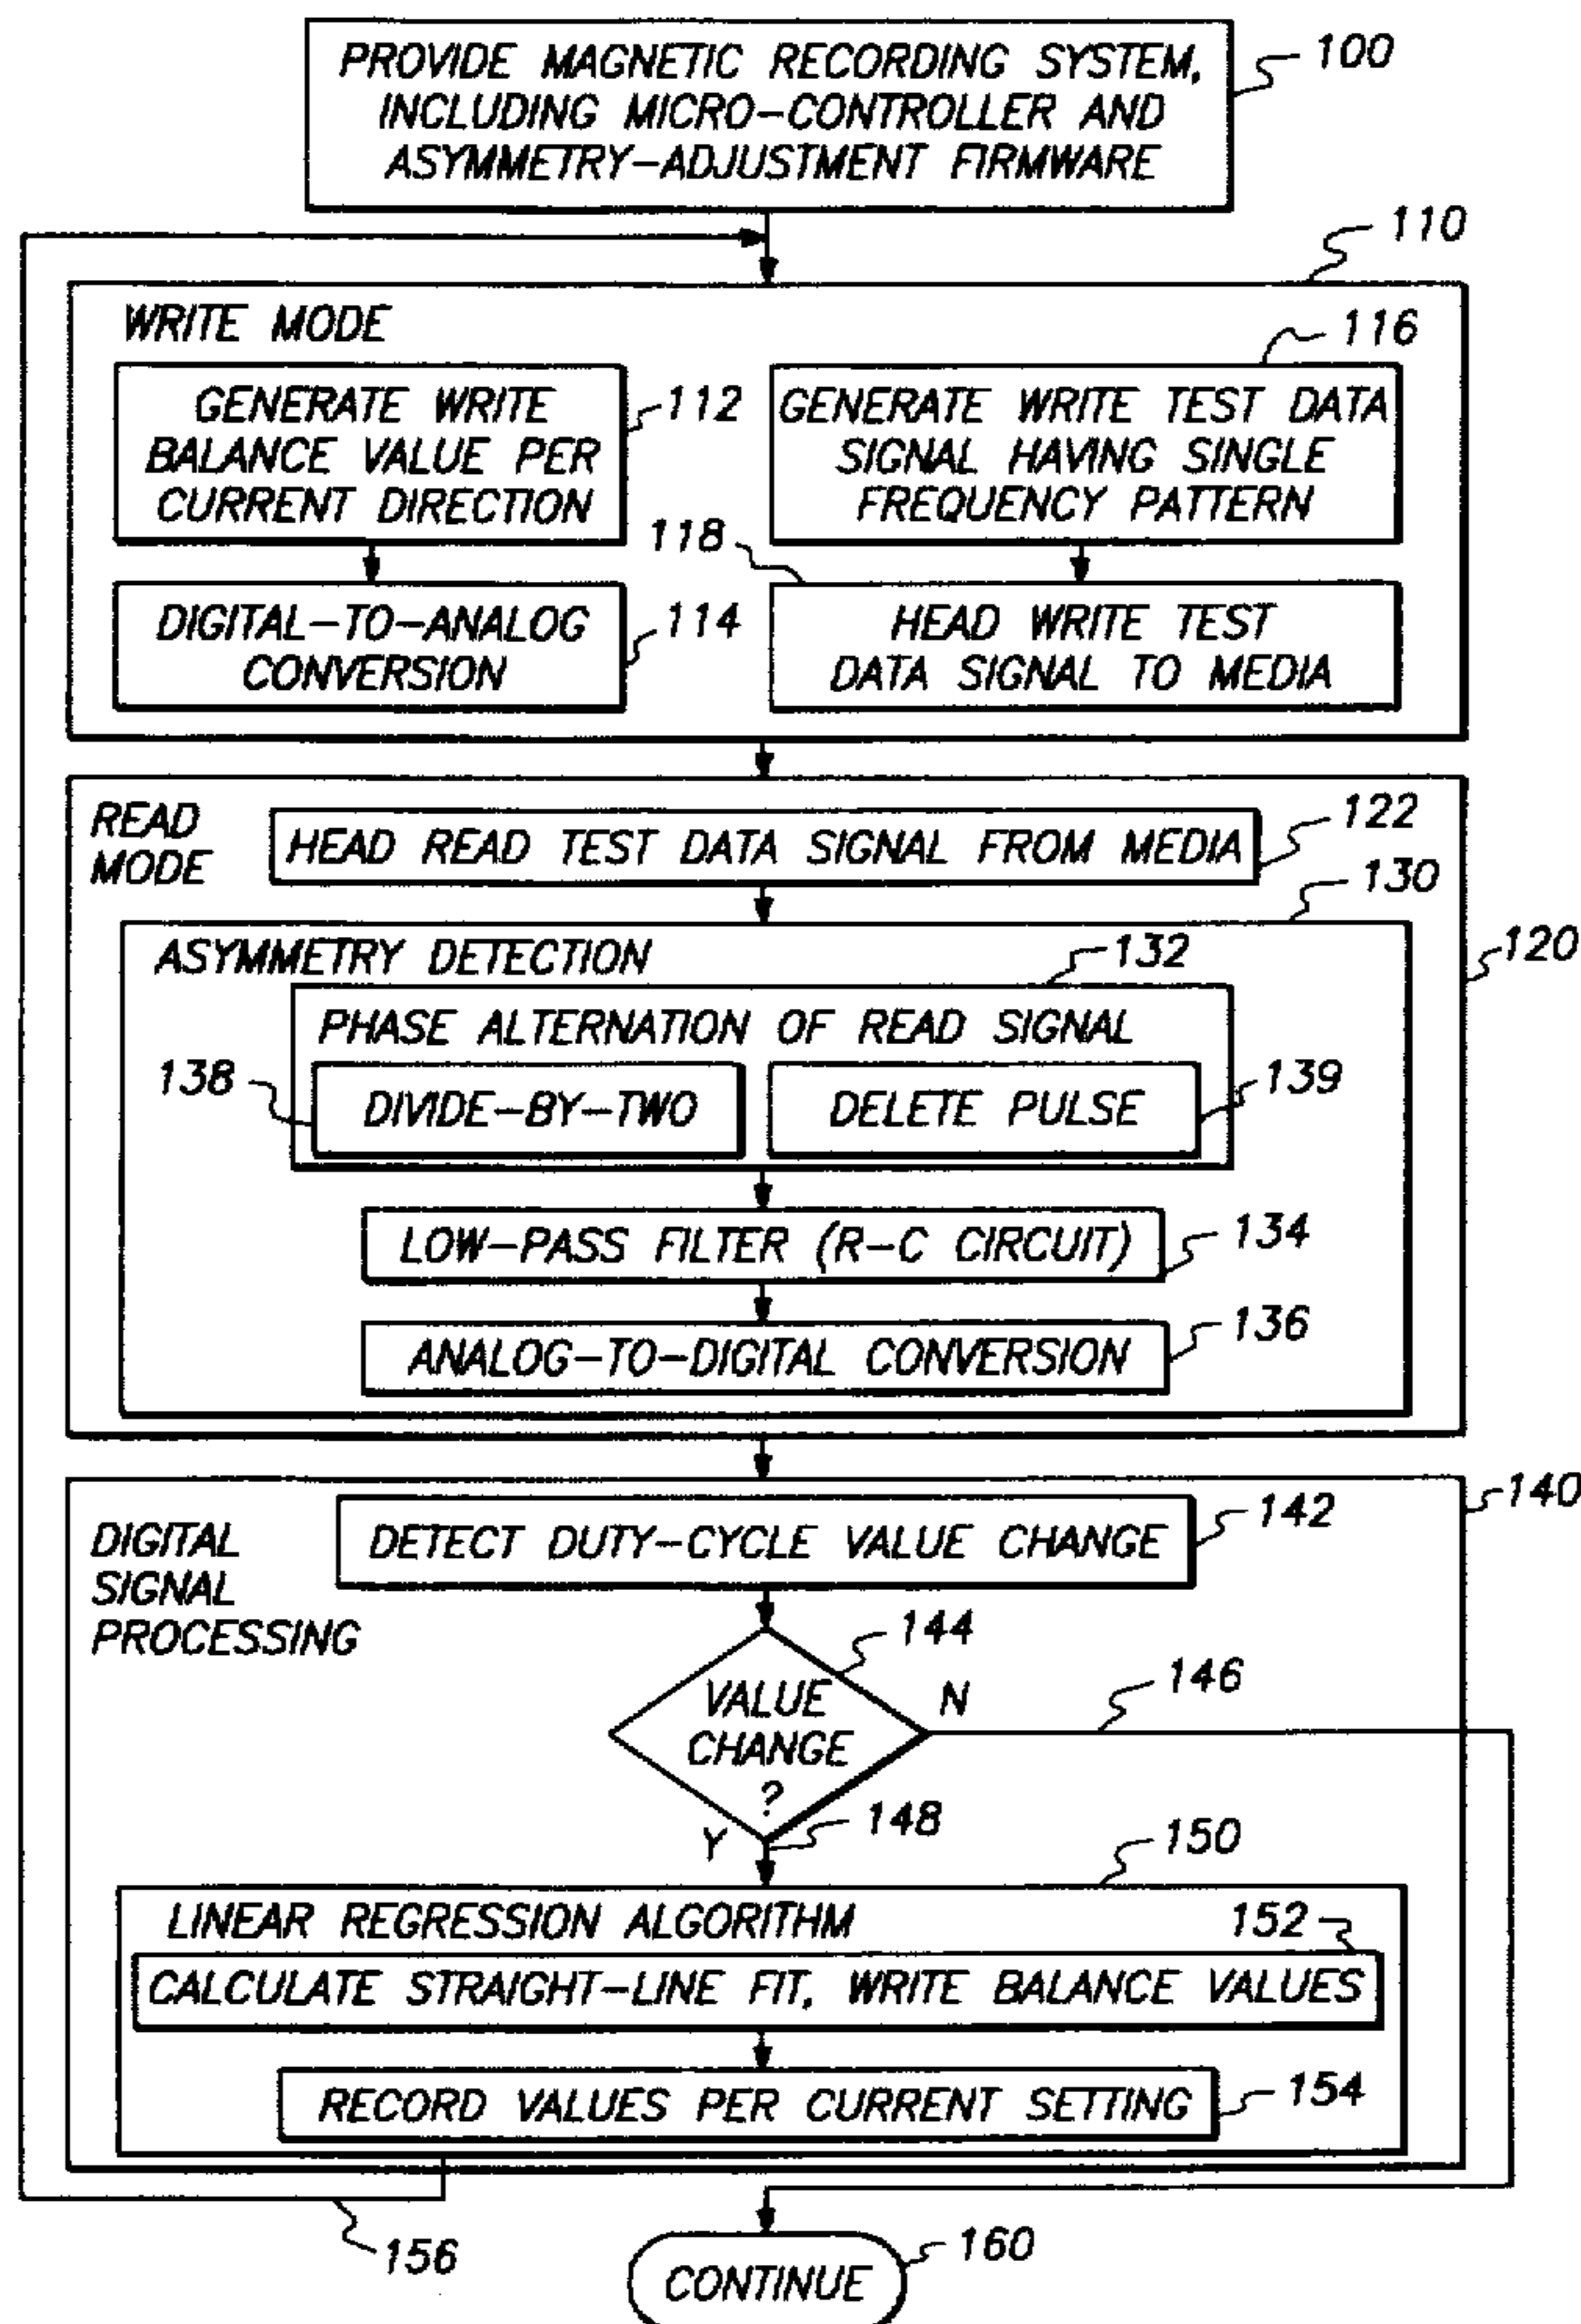 PROVIDE MAGNETIC RECORDING SYSTEM,
INCLUDING MICRO-CONTROLLER AND
ASYMMETRY-ADJUSTMENT FIRMWARE
100
110
WRITE MODE
116
GENERATE WRITE
BALANCE VALUE PER
CURRENT DIRECTION
112
GENERATE WRITE TEST DATA
SIGNAL HAVING SINGLE
FREQUENCY PATTERN
118
DIGITAL-TO-ANALOG
CONVERSION
114
HEAD WRITE TEST
DATA SIGNAL TO MEDIA
READ
MODE
HEAD READ TEST DATA SIGNAL FROM MEDIA
122
130
120
ASYMMETRY DETECTION
132
PHASE ALTERNATION OF READ SIGNAL
138
DIVIDE-BY-TWO
DELETE PULSE
139
LOW-PASS FILTER (R-C CIRCUIT)
134
ANALOG-TO-DIGITAL CONVERSION
136
140
DIGITAL
SIGNAL
PROCESSING
DETECT DUTY-CYCLE VALUE CHANGE
142
144
VALUE
CHANGE
?
N
146
Y
148
150
LINEAR REGRESSION ALGORITHM
152
CALCULATE STRAIGHT-LINE FIT, WRITE BALANCE VALUES
RECORD VALUES PER CURRENT SETTING
154
156
CONTINUE
160